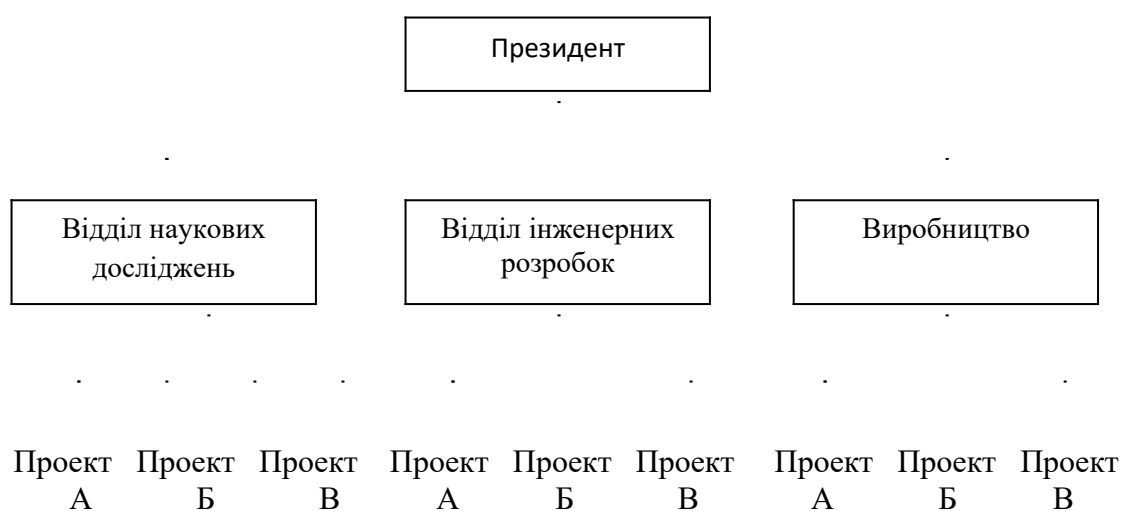 Президент
Відділ наукових
досліджень
Відділ інженерних
розробок
Виробництво
Проект Проект Проект Проект Проект Проект Проект Проект Проект
А Б В А Б В А Б В